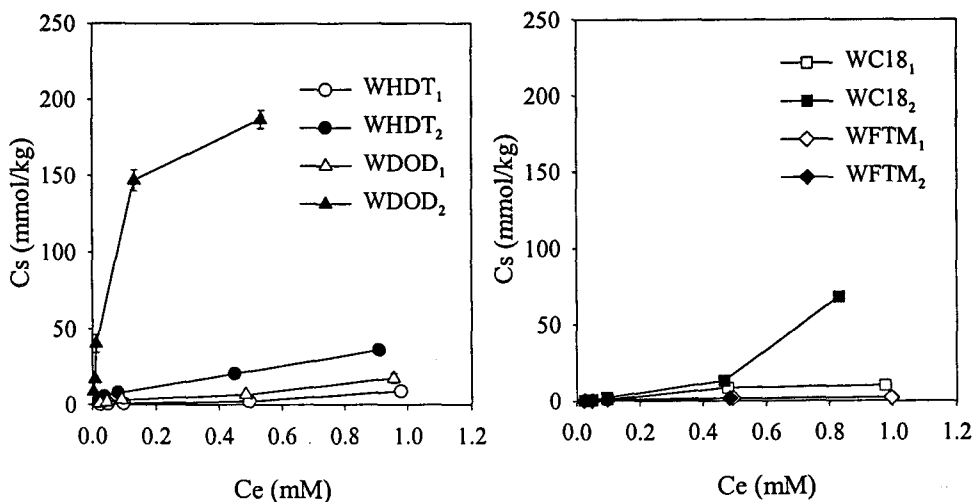 250
200
150
100
50
0
Cs (mmol/kg)
0.0 0.2 0.4 0.6 0.8 1.0 1.2
Ce (mM)
WHDT₁
WHDT₂
WDOD₁
WDOD₂
250
200
150
100
50
0
Cs (mmol/kg)
0.0 0.2 0.4 0.6 0.8 1.0 1.2
Ce (mM)
WC18₁
WC18₂
WFTM₁
WFTM₂